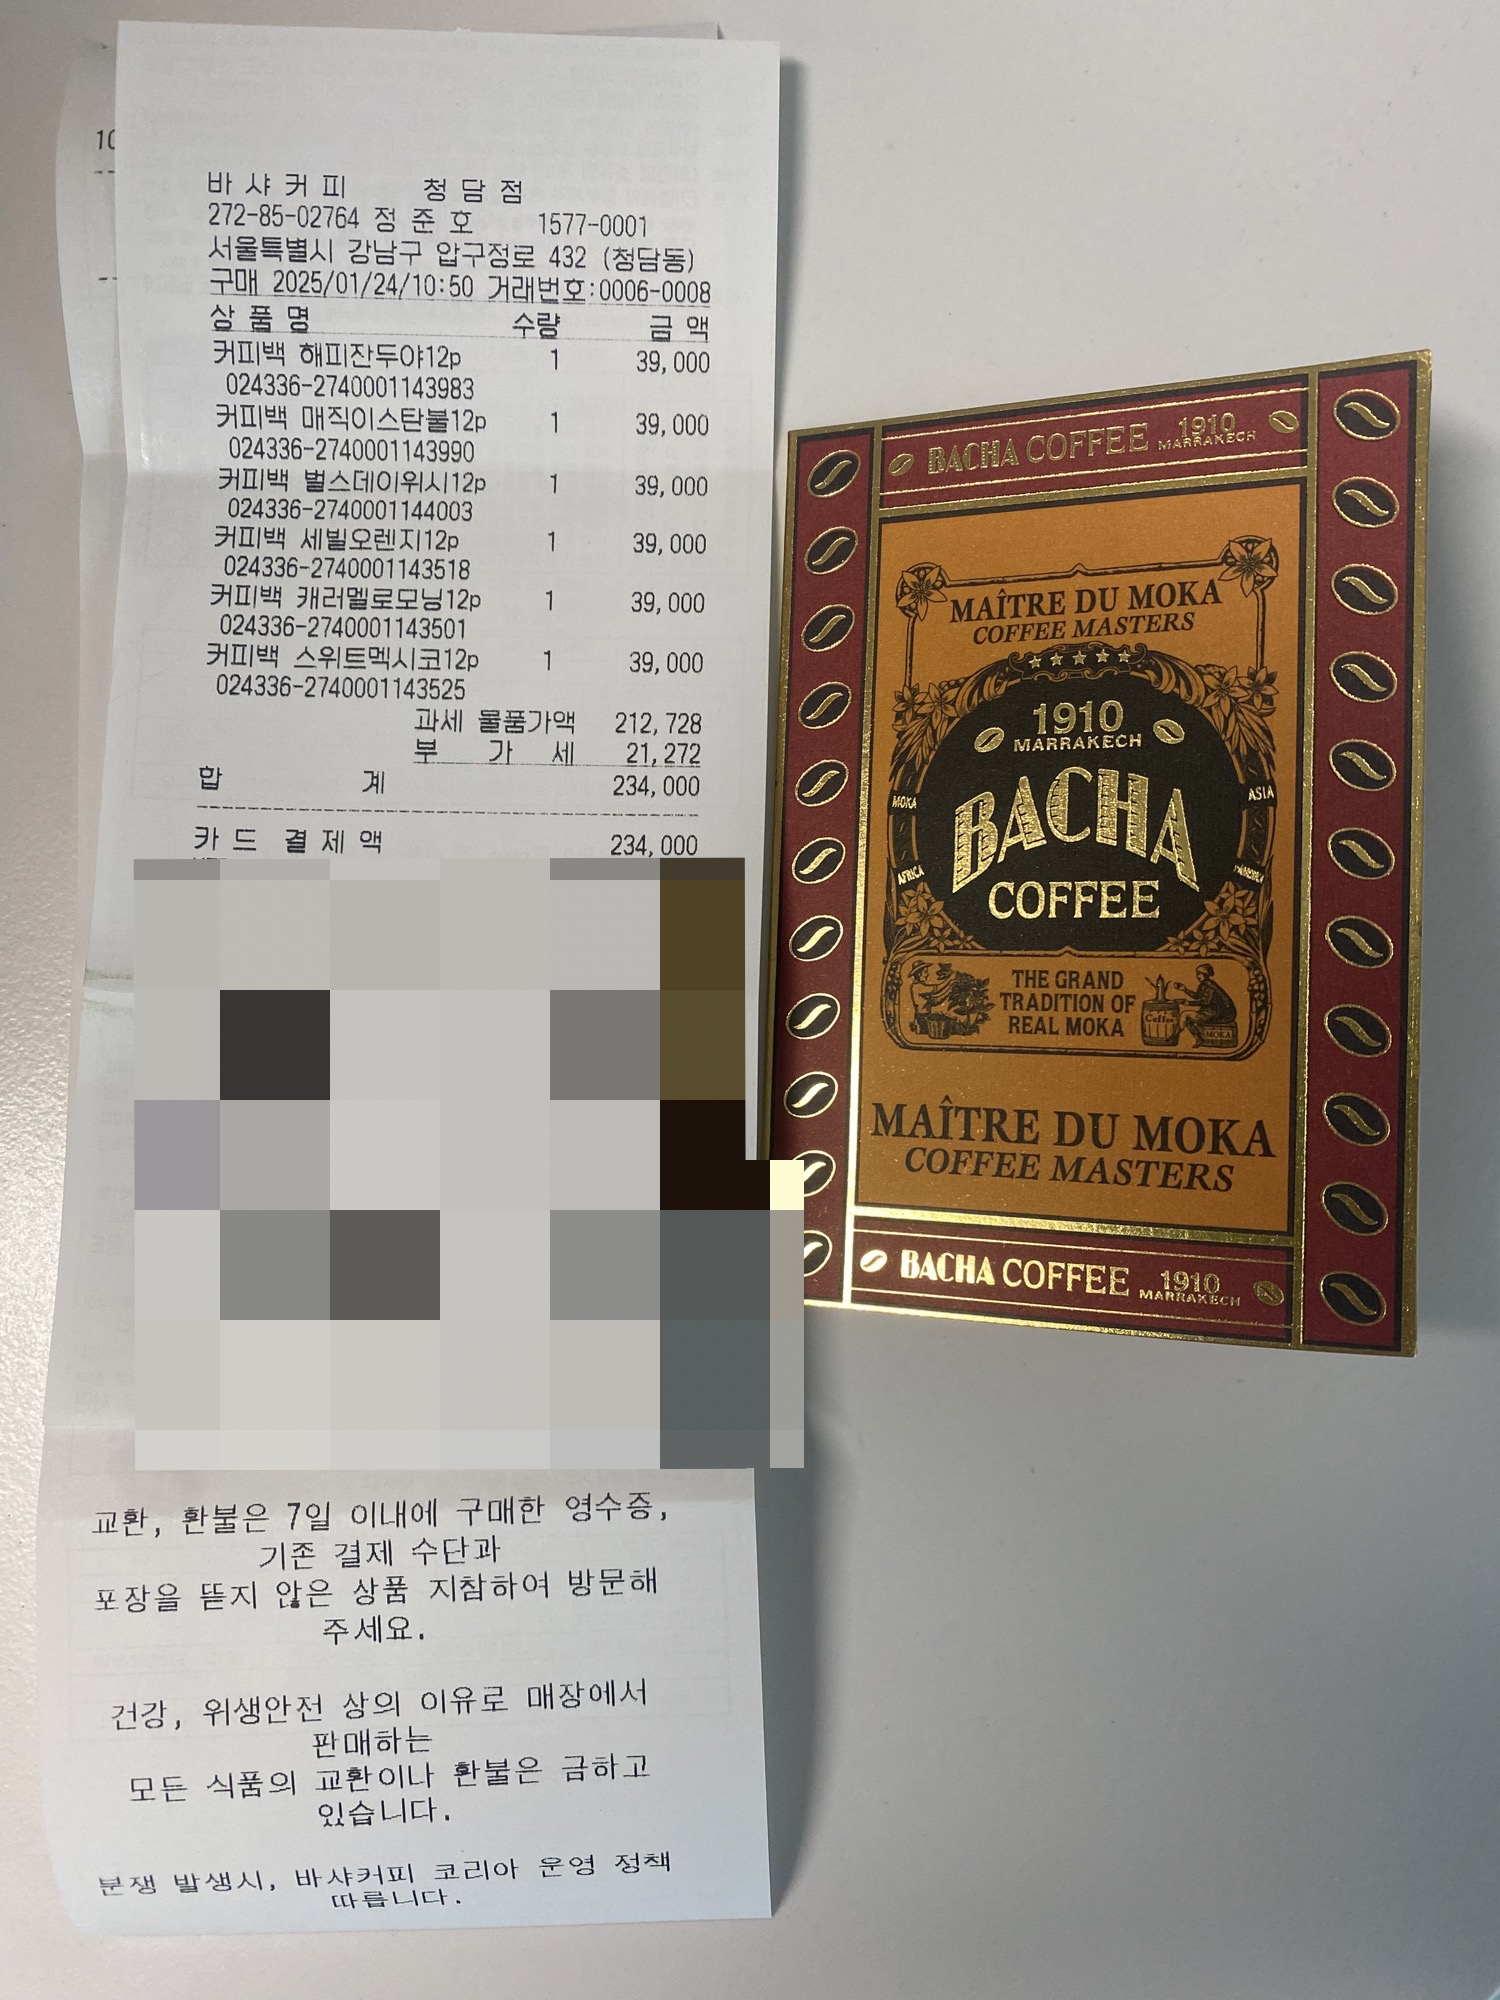 10
바샤커피 청담점
272-85-02764 정준호 1577-0001
서울특별시 강남구 압구정로 432 (청담동)
구매 2025/01/24/10:50 거래번호:0006-0008
상품명 수량 금액
커피백 해피잔두야12p 1 39,000
024336-2740001143983
커피백 매직이스탄불12p 1 39,000
024336-2740001143990
커피백 벌스데이위시12p 1 39,000
024336-2740001144003
커피백 세빌오렌지12p 1 39,000
024336-2740001143518
커피백 캐러멜로모닝12p 1 39,000
024336-2740001143501
커피백 스위트멕시코12p 1 39,000
024336-2740001143525
과세 물품가액 212,728
부가세 21,272
합계 234,000
카드 결제액 234,000
교환, 환불은 7일 이내에 구매한 영수증,
기존 결제 수단과
포장을 뜯지 않은 상품 지참하여 방문해
주세요.
건강, 위생안전 상의 이유로 매장에서
판매하는
모든 식품의 교환이나 환불은 금하고
있습니다.
분쟁 발생시, 바샤커피 코리아 운영 정책
따릅니다.
BACHA COFFEE 1910
MARRAKECH
MAÎTRE DU MOKA
COFFEE MASTERS
1910
MARRAKECH
MOKA
ASIA
BACHA
AFRICA
COFFEE
THE GRAND
TRADITION OF
REAL MOKA
Coffee
MOKA
MAÎTRE DU MOKA
COFFEE MASTERS
BACHA COFFEE 1910
MARRAKECH